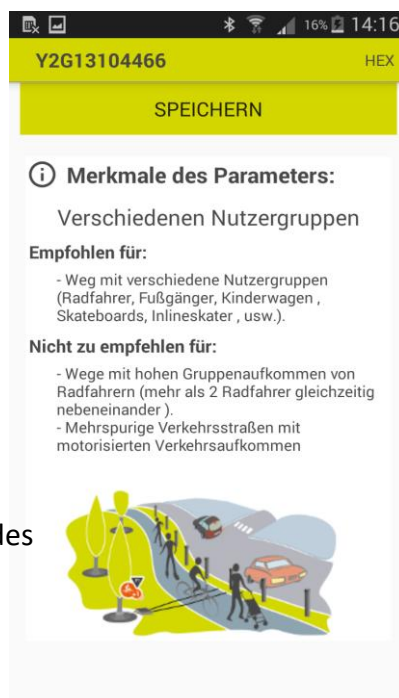 16% 14:16
Y2G13104466 HEX
SPEICHERN
Merkmale des Parameters:
Verschiedenen Nutzergruppen
Empfohlen für:
- Weg mit verschiedene Nutzergruppen
(Radfahrer, Fußgänger, Kinderwagen ,
Skateboards, Inlineskater , usw.).
Nicht zu empfehlen für:
- Wege mit hohen Gruppenaufkommen von
Radfahrern (mehr als 2 Radfahrer gleichzeitig
nebeneinander ).
- Mehrspurige Verkehrsstraßen mit
motorisierten Verkehrsaufkommen
des